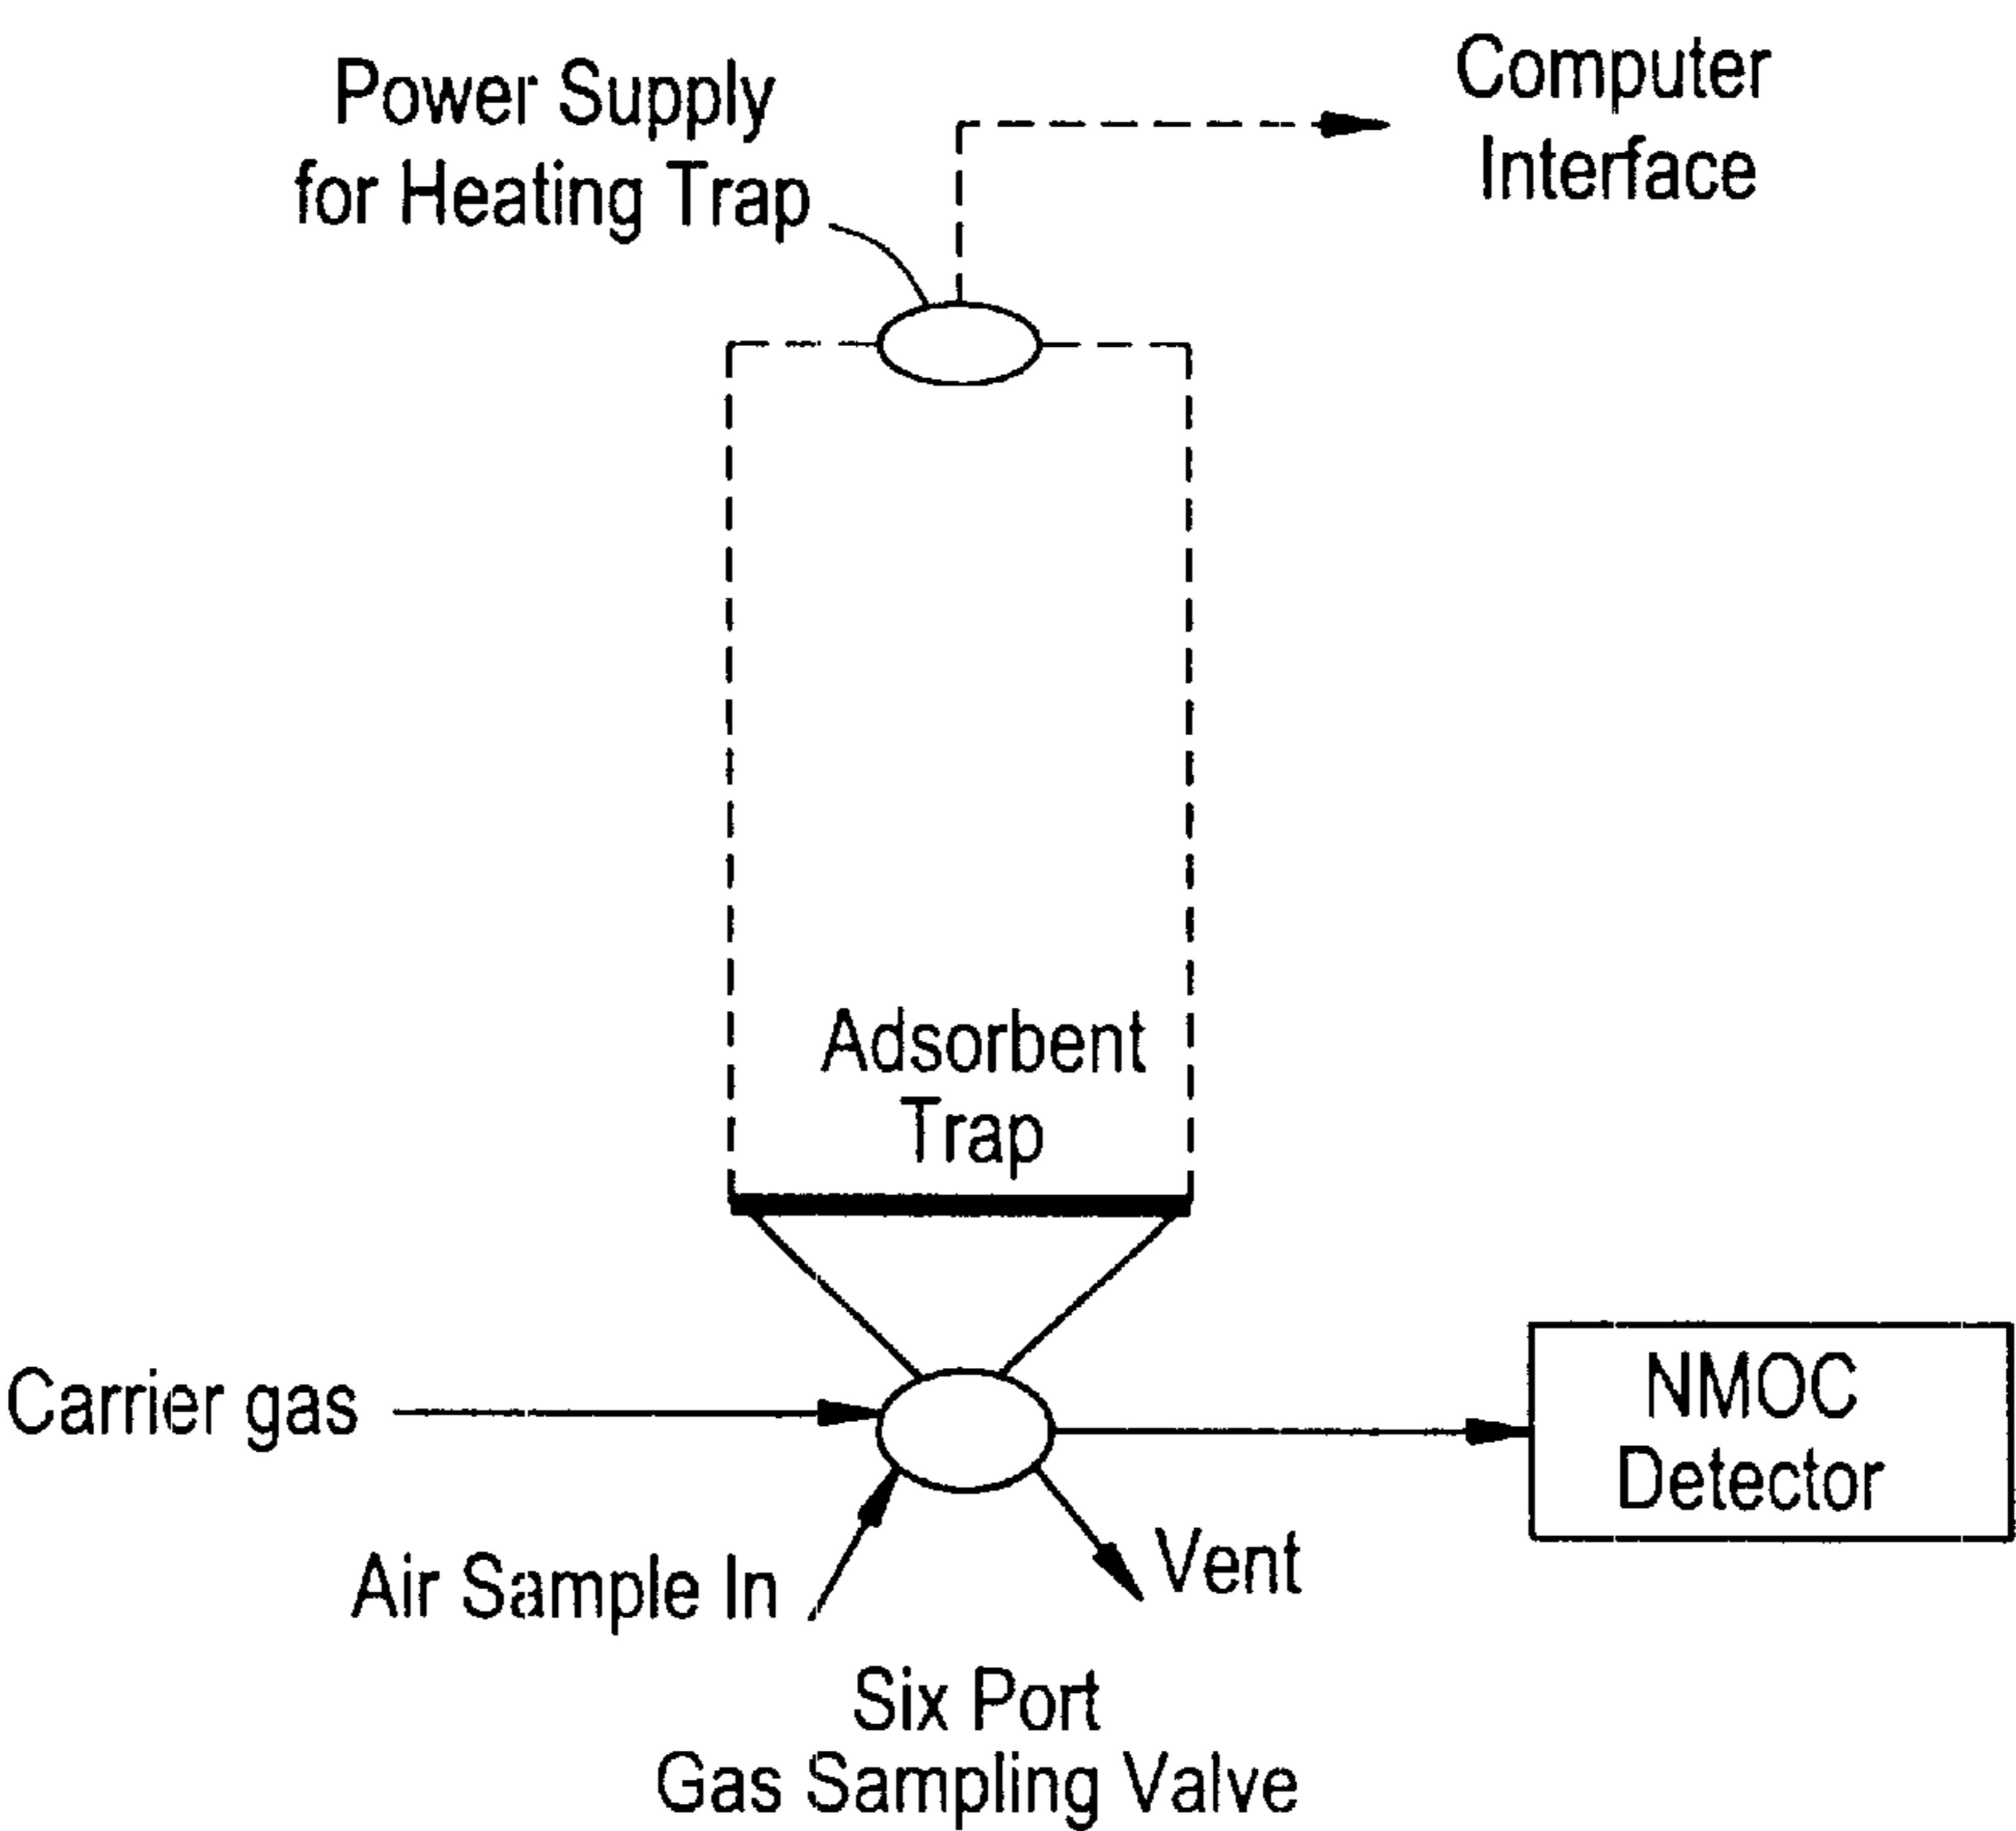 Power Supply
for Heating Trap
Computer
Interface
Adsorbent
Trap
Carrier gas
NMOC
Detector
Air Sample In
Vent
Six Port
Gas Sampling Valve